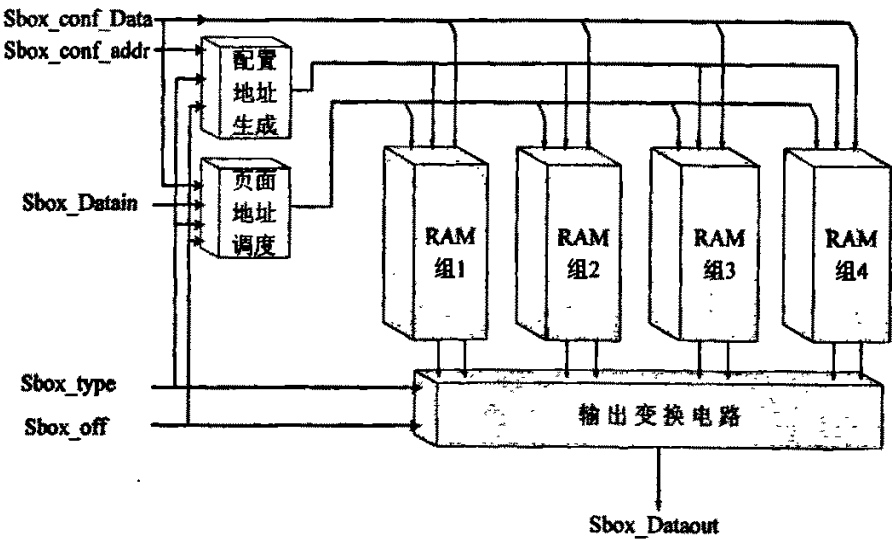 Sbox_conf_Data
Sbox_conf_addr
配置
地址
生成
页面
地址
调度
Sbox_Datain
RAM
组1
RAM
组2
RAM
组3
RAM
组4
Sbox_type
Sbox_off
输出变换电路
Sbox_Dataout